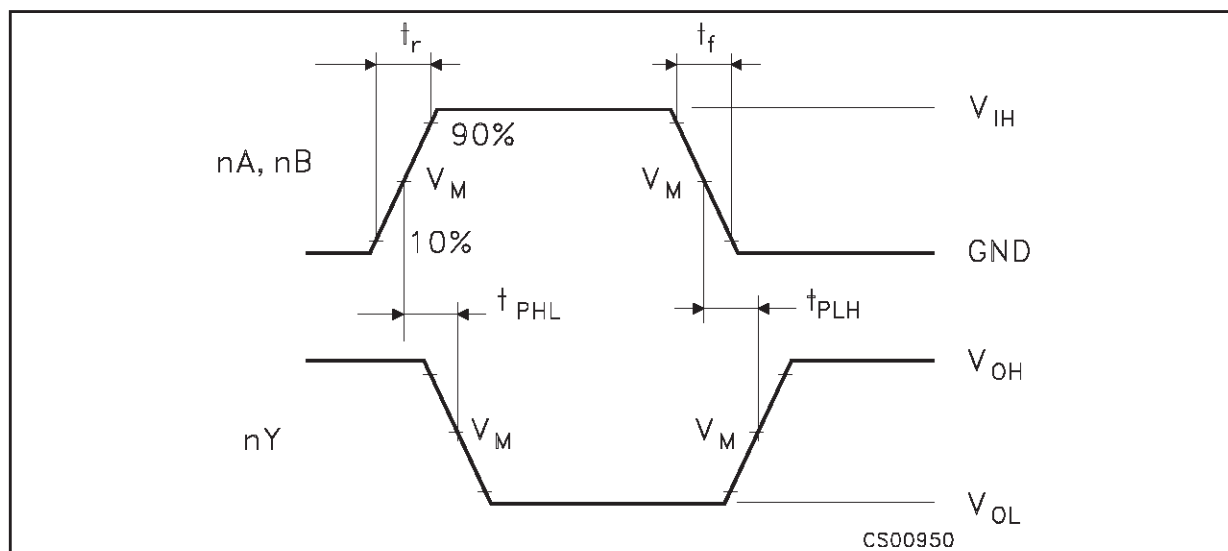 tr tf
VIH
90%
nA, nB VM VM
10% GND
tPHL tPLH
VOH
nY VM VM
VOL
CS00950